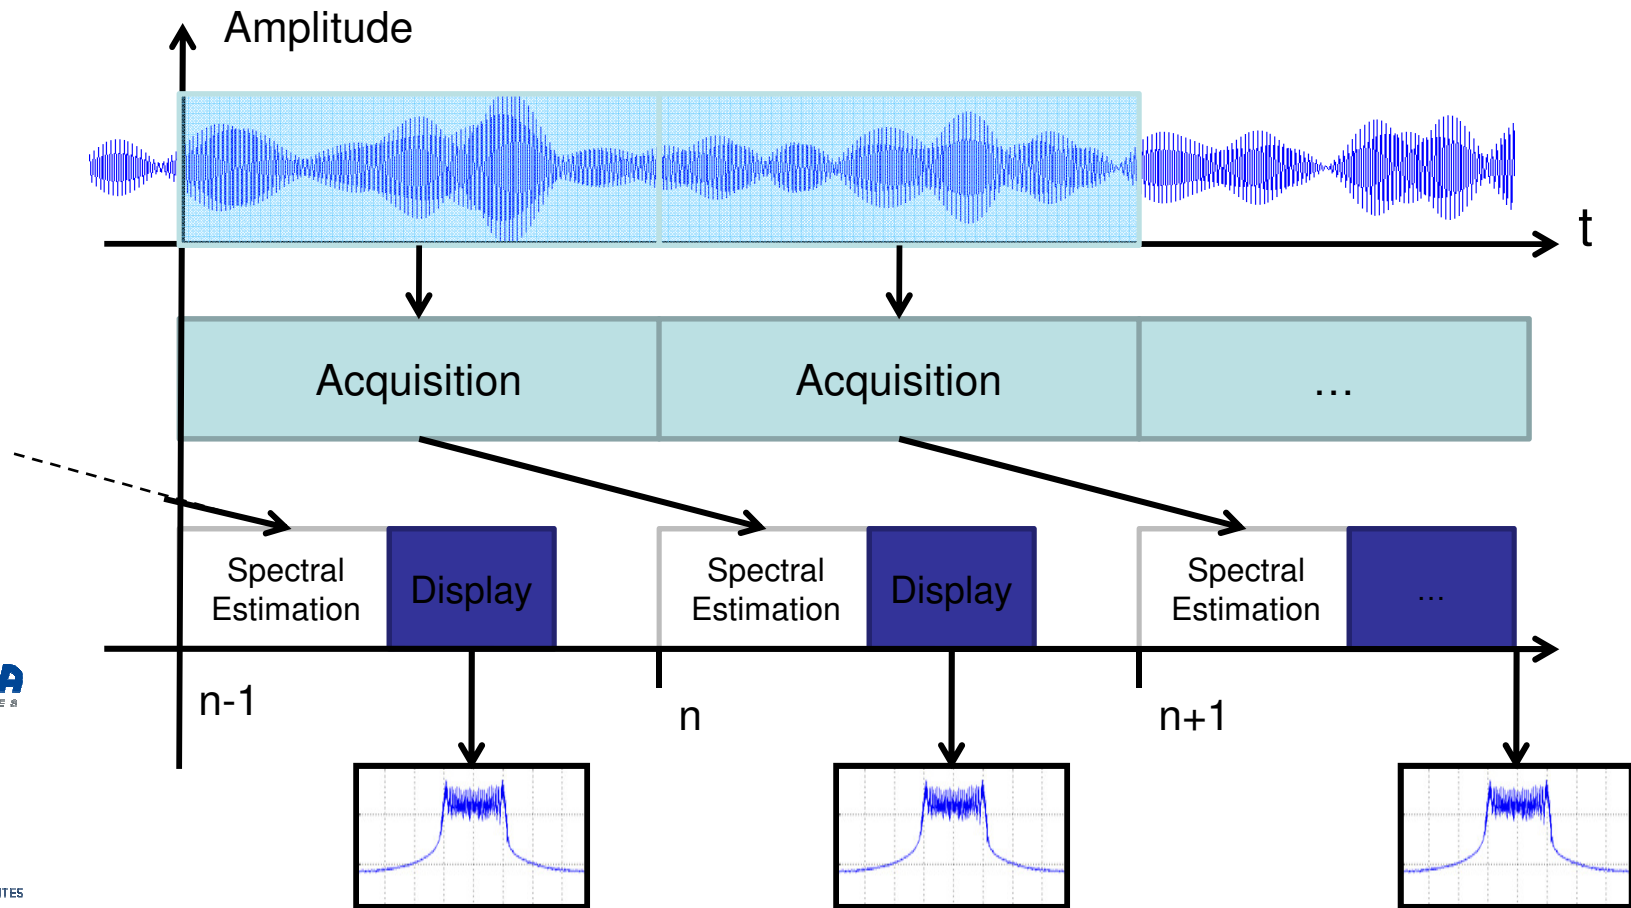 Amplitude
t
Acquisition
Acquisition
...
Spectral
Estimation
Display
Spectral
Estimation
Display
Spectral
Estimation
...
n-1
n
n+1